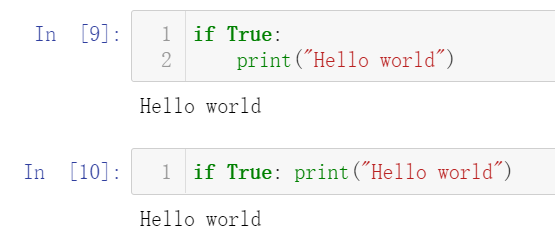 In [9]:
1 if True:
2     print("Hello world")
Hello world
In [10]:
1 if True: print("Hello world")
Hello world